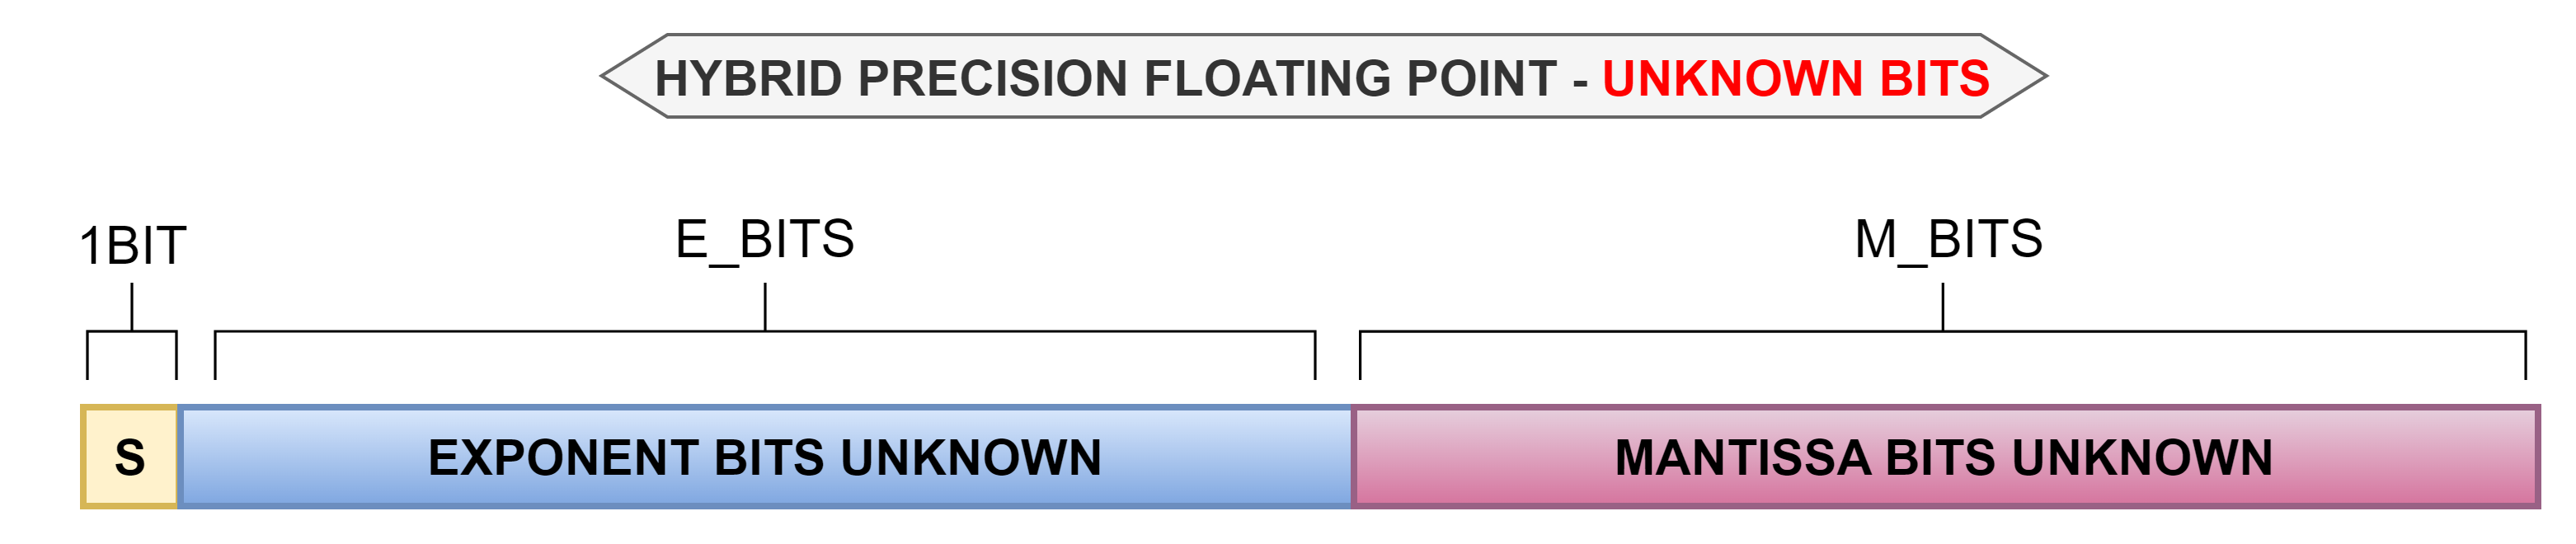 HYBRID PRECISION FLOATING POINT - UNKNOWN BITS
1BIT E_BITS M_BITS
S EXPONENT BITS UNKNOWN MANTISSA BITS UNKNOWN